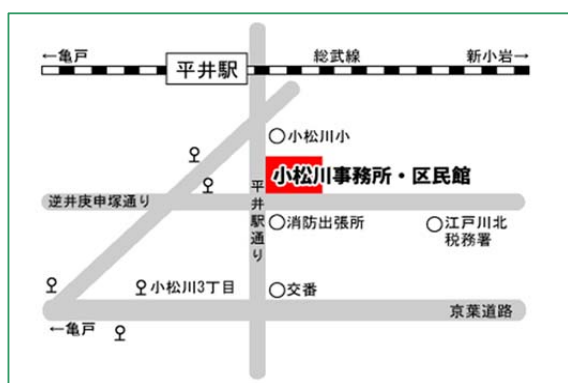 ←亀戸
総武線
新小岩→
平井駅
小松川小
小松川事務所・区民館
逆井庚申塚通り
平井駅通り
消防出張所
江戸川北
税務署
小松川3丁目
交番
京葉道路
←亀戸